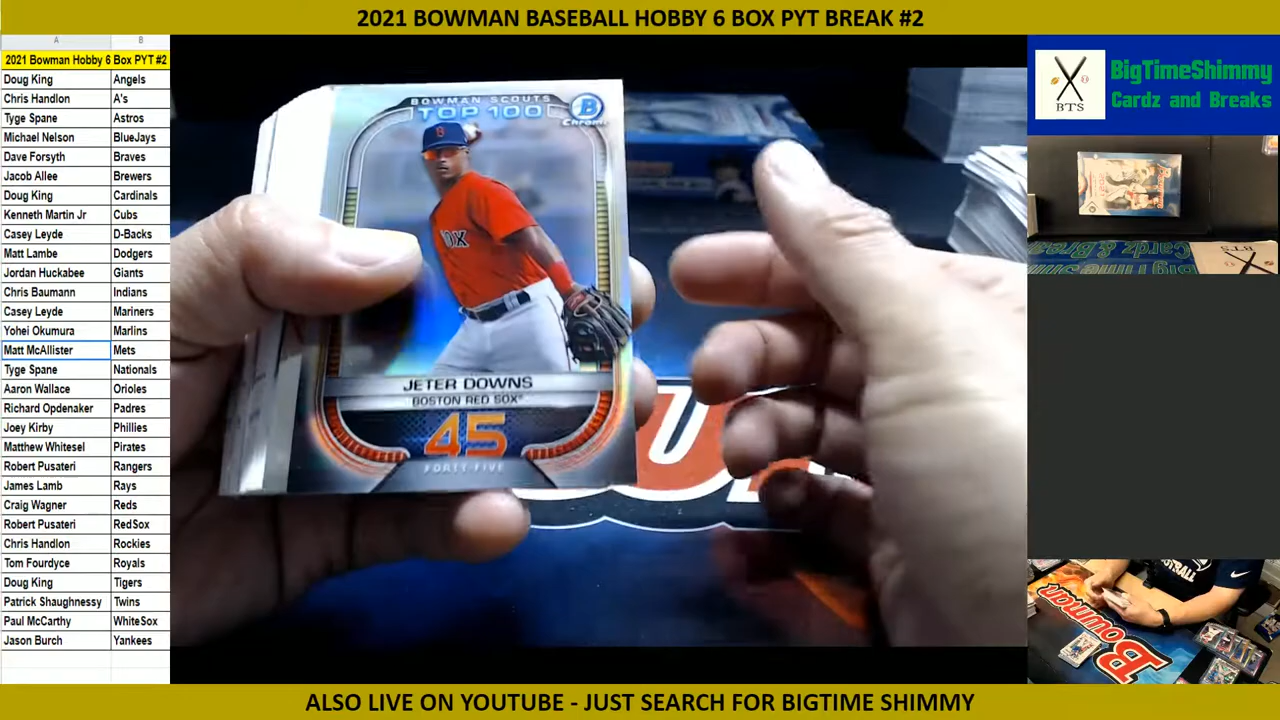 2021 BOWMAN BASEBALL HOBBY 6 BOX PYT BREAK #2
A B
2021 Bowman Hobby 6 Box PYT #2
Doug King Angels
Chris Handlon A's
Tyge Spane Astros
Michael Nelson BlueJays
Dave Forsyth Braves
Jacob Allee Brewers
Doug King Cardinals
Kenneth Martin Jr Cubs
Casey Leyde D-Backs
Matt Lambe Dodgers
Jordan Huckabee Giants
Chris Baumann Indians
Casey Leyde Mariners
Yohei Okumura Marlins
Matt McAllister Mets
Tyge Spane Nationals
Aaron Wallace Orioles
Richard Opdenaker Padres
Joey Kirby Phillies
Matthew Whitesel Pirates
Robert Pusateri Rangers
James Lamb Rays
Craig Wagner Reds
Robert Pusateri RedSox
Chris Handlon Rockies
Tom Fourdyce Royals
Doug King Tigers
Patrick Shaughnessy Twins
Paul McCarthy WhiteSox
Jason Burch Yankees
BOWMAN SCOUTS
TOP 100
B
Chrome
JETER DOWNS
BOSTON RED SOX
45
FORTY-FIVE
BTS
BigTimeShimmy
Cardz and Breaks
Cardz & Breaks
BTS
Bowman
ALSO LIVE ON YOUTUBE - JUST SEARCH FOR BIGTIME SHIMMY